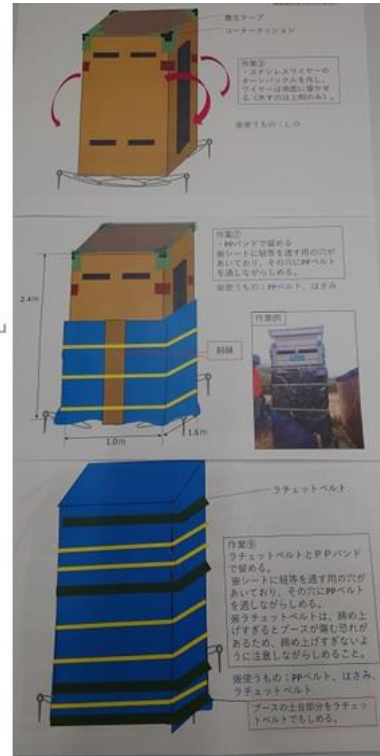 養生テープ
コーナークッション
作業③
・ステンレスワイヤーの
ターンバックルを外し、
ワイヤーは地面に寝かせ
る（外すのは上側のみ）。
※使うもの：しの
作業⑦
・PPバンドで留める
※シートに紐等を通す用の穴が
あいており、その穴にPPベルト
を通しながらしめる。
※使うもの：PPベルト、はさみ
2.4m
作業例
1.0m
1.6m
ラチェットベルト
作業⑨
ラチェットベルトとＰＰバンド
で留める。
※シートに紐等を通す用の穴が
あいており、その穴にPPベルト
を通しながらしめる。
※ラチェットベルトは、締め上
げすぎるとブースが傷む恐れが
あるため、締め上げすぎないよ
うに注意しながらしめること。
※使うもの：PPベルト、はさみ、
ラチェットベルト
ブースの土台部分をラチェッ
トベルトでもしめる。